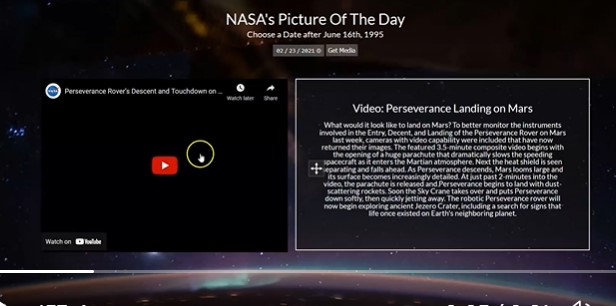 NASA's Picture Of The Day
Choose a Date after June 16th, 1995
02 / 23 / 2021 Get Media
Perseverance Rover's Descent and Touchdown on ...
Watch later Share
Watch on YouTube
Video: Perseverance Landing on Mars
What would it look like to land on Mars? To better monitor the instruments
involved in the Entry, Decent, and Landing of the Perseverance Rover on Mars
last week, cameras with video capability were included that have now
returned their images. The featured 3.5-minute composite video begins with
the opening of a huge parachute that dramatically slows the speeding
spacecraft as it enters the Martian atmosphere. Next the heat shield is seen
separating and falls ahead. As Perseverance descends, Mars looms large and
its surface becomes increasingly detailed. At just past 2-minutes into the
video, the parachute is released and Perseverance begins to land with dust-
scattering rockets. Soon the Sky Crane takes over and puts Perseverance
down softly, then quickly jetting away. The robotic Perseverance rover will
now begin exploring ancient Jezero Crater, including a search for signs that
life once existed on Earth's neighboring planet.